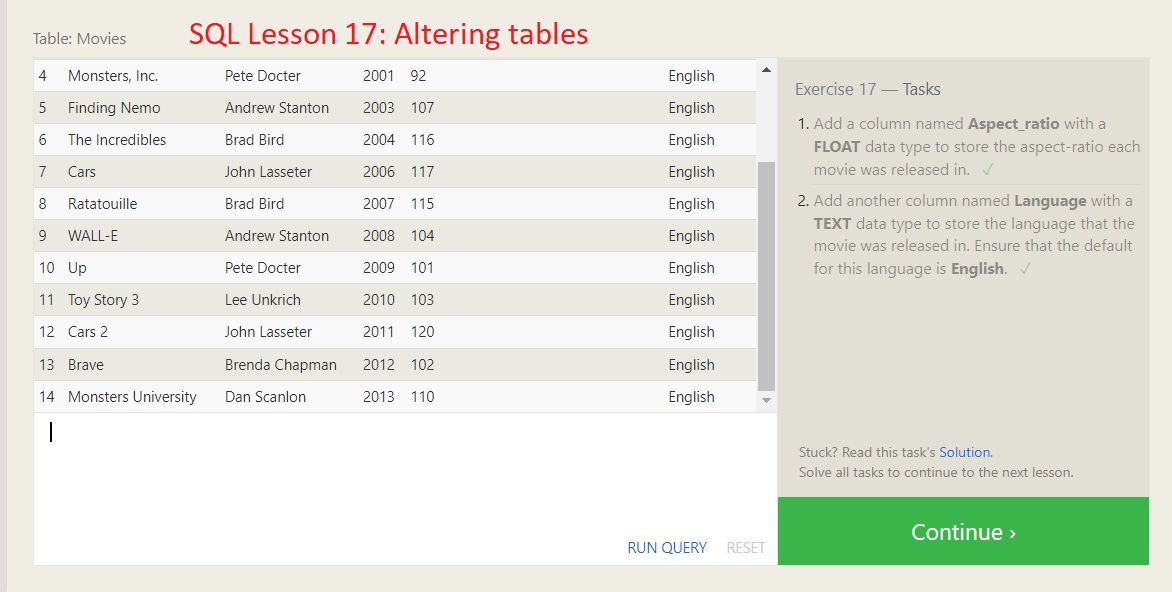 Table: Movies
SQL Lesson 17: Altering tables
4 Monsters, Inc. Pete Docter 2001 92 English
5 Finding Nemo Andrew Stanton 2003 107 English
6 The Incredibles Brad Bird 2004 116 English
7 Cars John Lasseter 2006 117 English
8 Ratatouille Brad Bird 2007 115 English
9 WALL-E Andrew Stanton 2008 104 English
10 Up Pete Docter 2009 101 English
11 Toy Story 3 Lee Unkrich 2010 103 English
12 Cars 2 John Lasseter 2011 120 English
13 Brave Brenda Chapman 2012 102 English
14 Monsters University Dan Scanlon 2013 110 English
RUN QUERY RESET
Exercise 17 — Tasks
1. Add a column named Aspect_ratio with a
FLOAT data type to store the aspect-ratio each
movie was released in. ✓
2. Add another column named Language with a
TEXT data type to store the language that the
movie was released in. Ensure that the default
for this language is English. ✓
Stuck? Read this task's Solution.
Solve all tasks to continue to the next lesson.
Continue ›